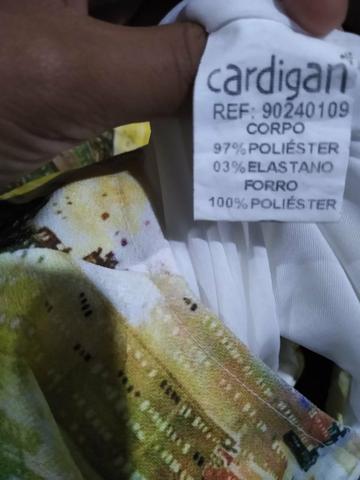 cardigan
REF: 90240109
CORPO
97% POLIÉSTER
03% ELASTANO
FORRO
100% POLIÉSTER